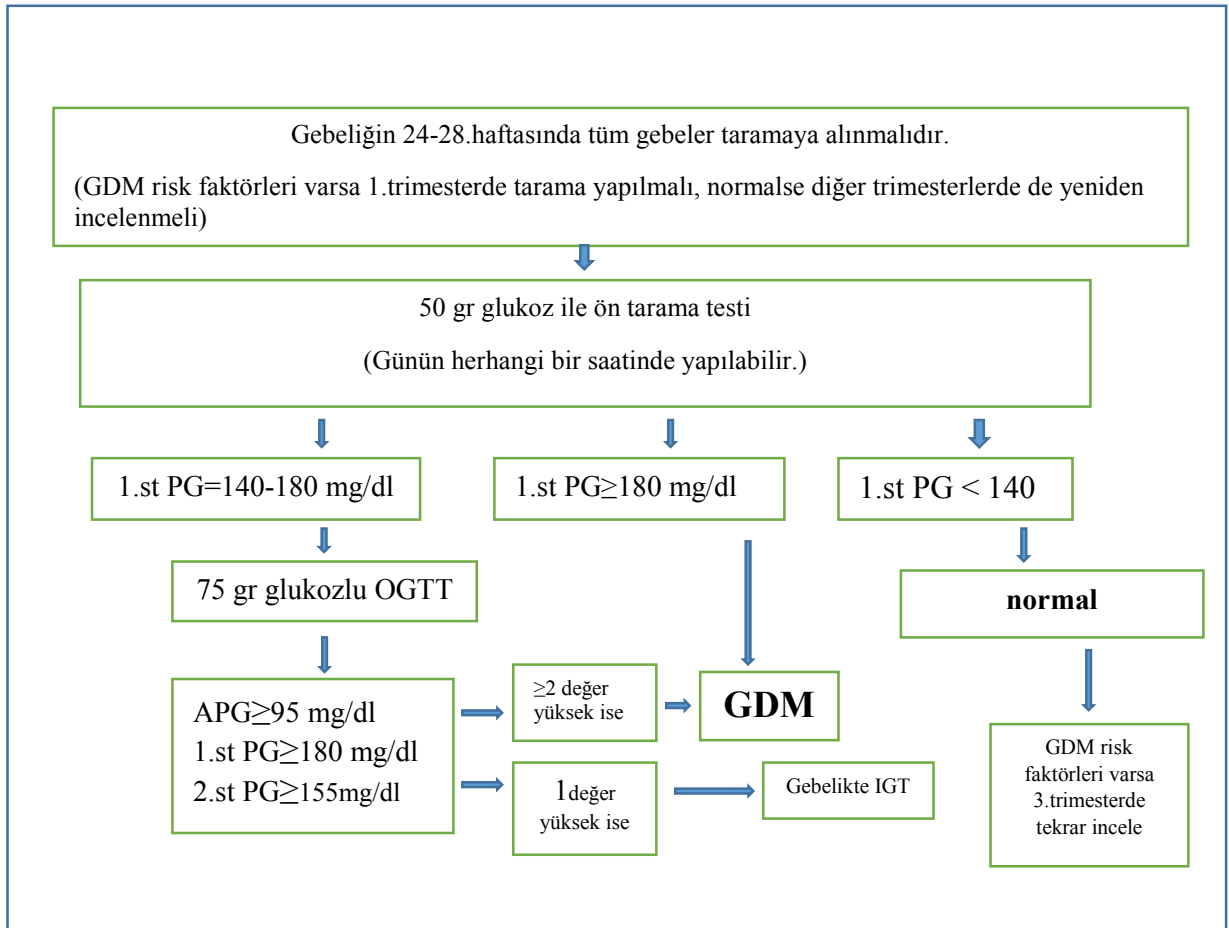 Gebeliğin 24-28.haftasında tüm gebeler taramaya alınmalıdır.
(GDM risk faktörleri varsa 1.trimesterde tarama yapılmalı, normalse diğer trimesterlerde de yeniden
incelenmeli)
50 gr glukoz ile ön tarama testi
(Günün herhangi bir saatinde yapılabilir.)
1.st PG=140-180 mg/dl
1.st PG≥180 mg/dl
1.st PG < 140
75 gr glukozlu OGTT
normal
APG≥95 mg/dl
1.st PG≥180 mg/dl
2.st PG≥155mg/dl
≥2 değer
yüksek ise
GDM
1 değer
yüksek ise
Gebelikte IGT
GDM risk
faktörleri varsa
3.trimesterde
tekrar incele